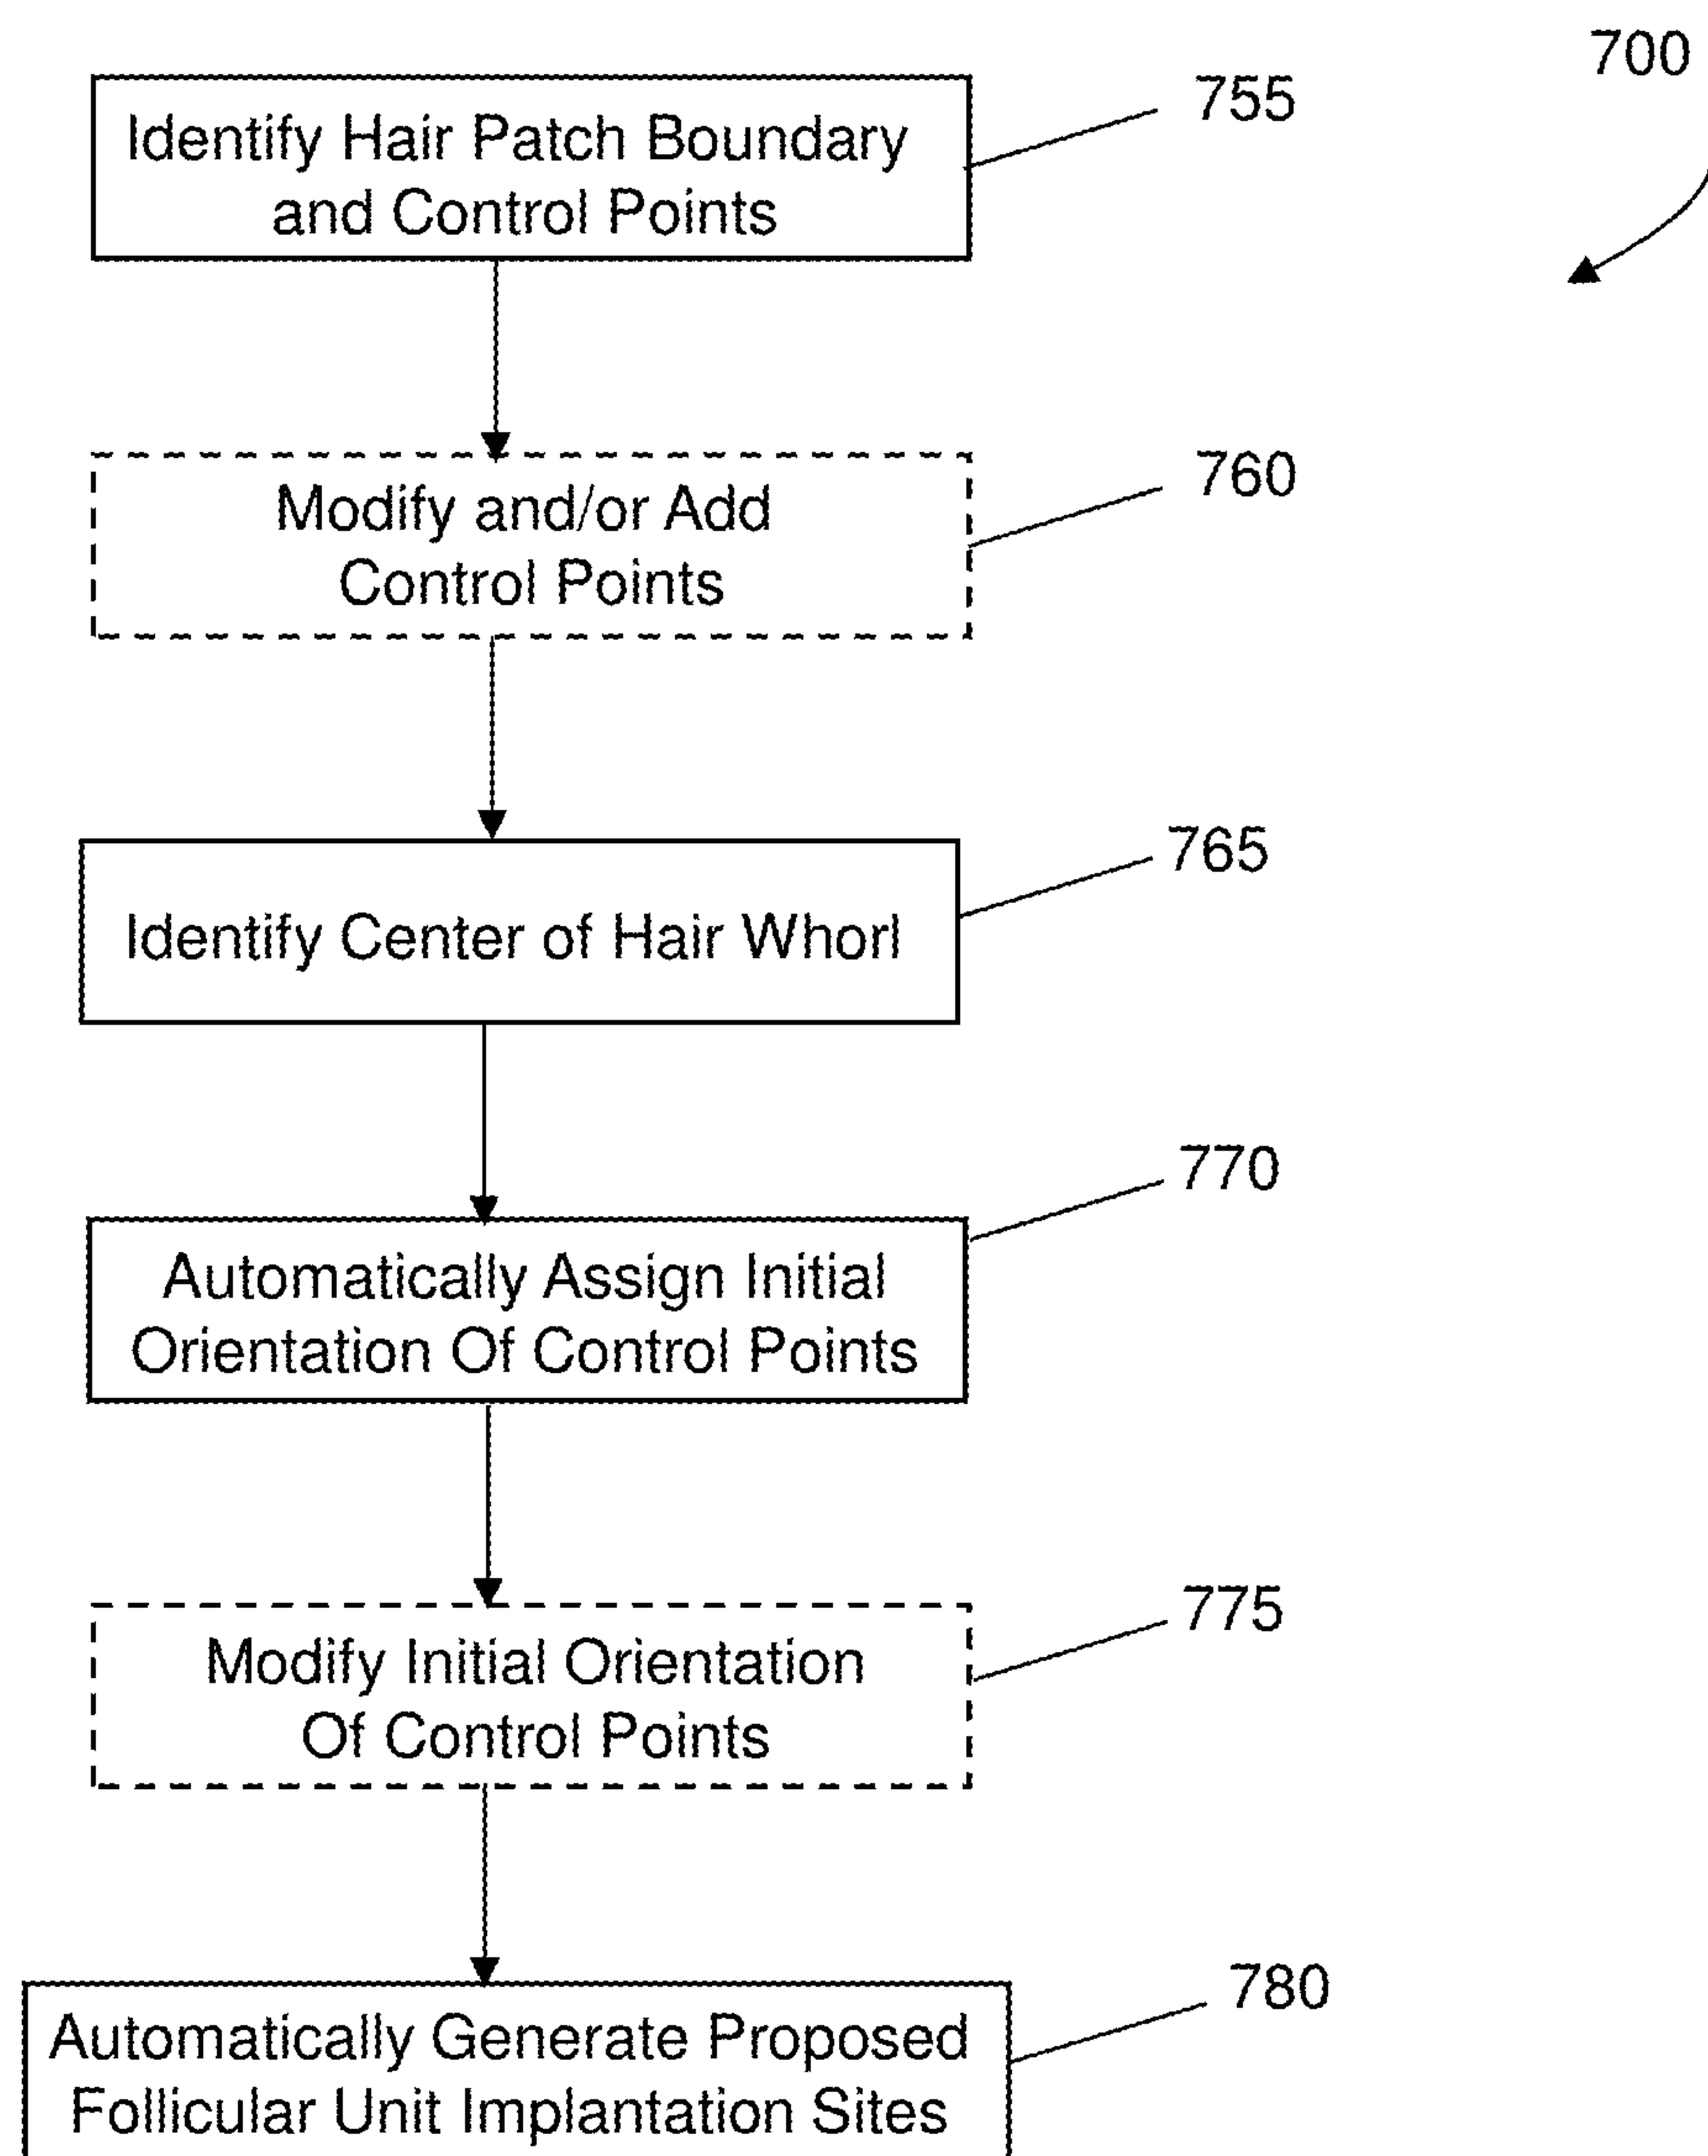 700
Identify Hair Patch Boundary
and Control Points
755
Modify and/or Add
Control Points
760
Identify Center of Hair Whorl
765
Automatically Assign Initial
Orientation Of Control Points
770
Modify Initial Orientation
Of Control Points
775
Automatically Generate Proposed
Follicular Unit Implantation Sites
780